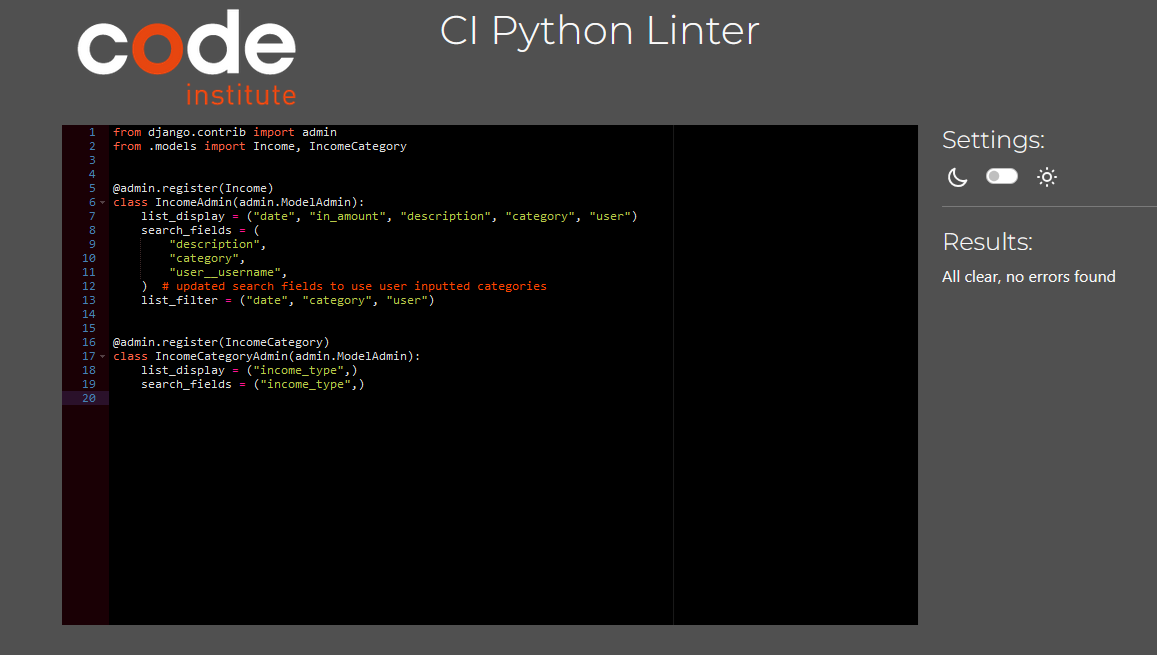 code
institute
CI Python Linter
1 from django.contrib import admin
2 from .models import Income, IncomeCategory
3
4
5 @admin.register(Income)
6 class IncomeAdmin(admin.ModelAdmin):
7     list_display = ("date", "in_amount", "description", "category", "user")
8     search_fields = (
9         "description",
10         "category",
11         "user__username",
12     )  # updated search fields to use user inputted categories
13     list_filter = ("date", "category", "user")
14
15
16 @admin.register(IncomeCategory)
17 class IncomeCategoryAdmin(admin.ModelAdmin):
18     list_display = ("income_type",)
19     search_fields = ("income_type",)
20
Settings:
Results:
All clear, no errors found